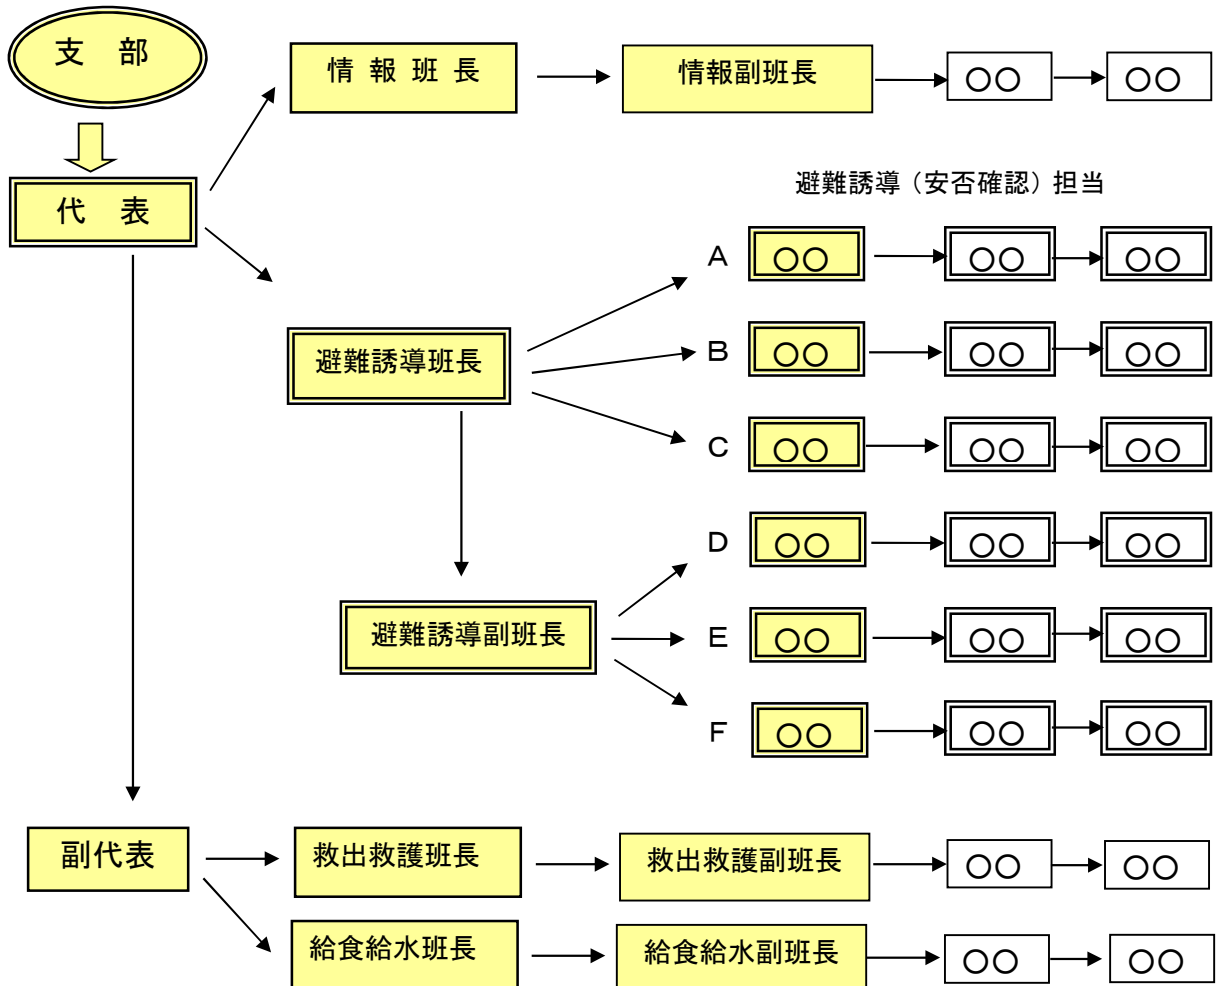 支　部
情 報 班 長
情報副班長
○○
○○
避難誘導（安否確認）担当
代　表
A
○○
○○
○○
避難誘導班長
B
○○
○○
○○
C
○○
○○
○○
D
○○
○○
○○
避難誘導副班長
E
○○
○○
○○
F
○○
○○
○○
副代表
救出救護班長
救出救護副班長
○○
○○
給食給水班長
給食給水副班長
○○
○○